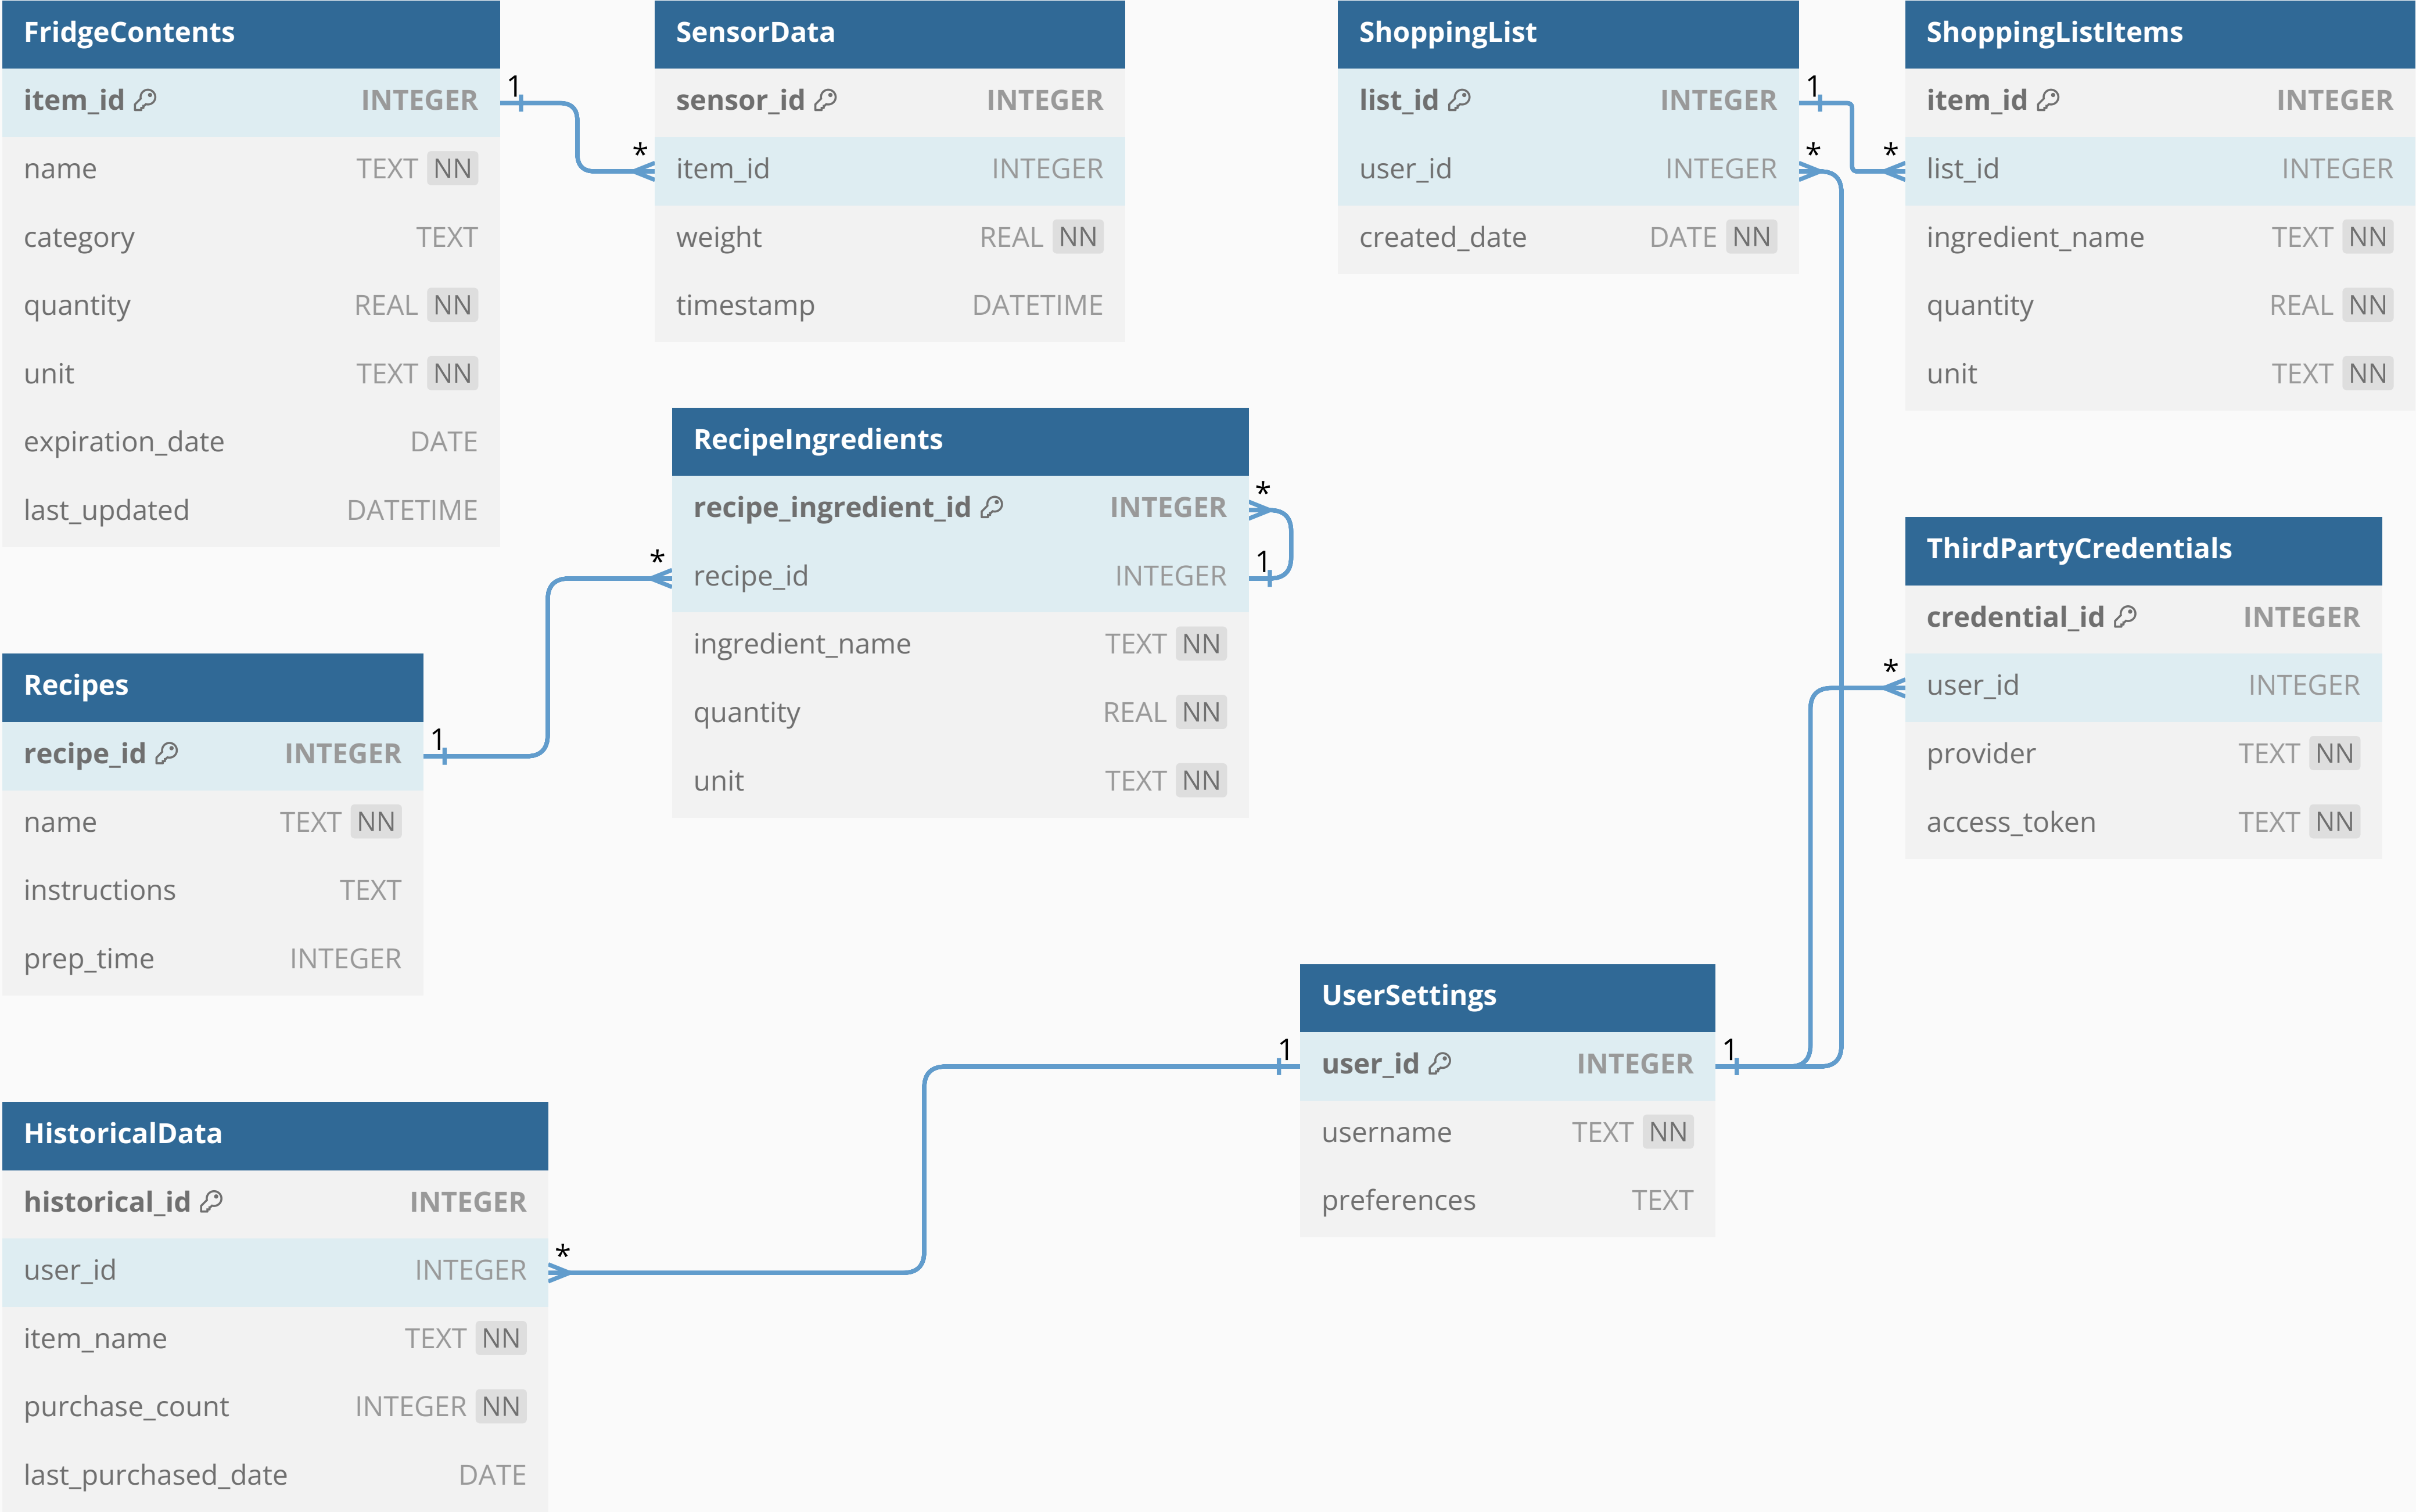 FridgeContents
item_id INTEGER
name TEXT NN
category TEXT
quantity REAL NN
unit TEXT NN
expiration_date DATE
last_updated DATETIME
1
*
SensorData
sensor_id INTEGER
item_id INTEGER
weight REAL NN
timestamp DATETIME
ShoppingList
list_id INTEGER
user_id INTEGER
created_date DATE NN
1
*
*
ShoppingListItems
item_id INTEGER
list_id INTEGER
ingredient_name TEXT NN
quantity REAL NN
unit TEXT NN
RecipeIngredients
recipe_ingredient_id INTEGER
recipe_id INTEGER
ingredient_name TEXT NN
quantity REAL NN
unit TEXT NN
*
1
*
ThirdPartyCredentials
credential_id INTEGER
user_id INTEGER
provider TEXT NN
access_token TEXT NN
*
Recipes
recipe_id INTEGER
name TEXT NN
instructions TEXT
prep_time INTEGER
1
UserSettings
user_id INTEGER
username TEXT NN
preferences TEXT
1
1
HistoricalData
historical_id INTEGER
user_id INTEGER
item_name TEXT NN
purchase_count INTEGER NN
last_purchased_date DATE
*